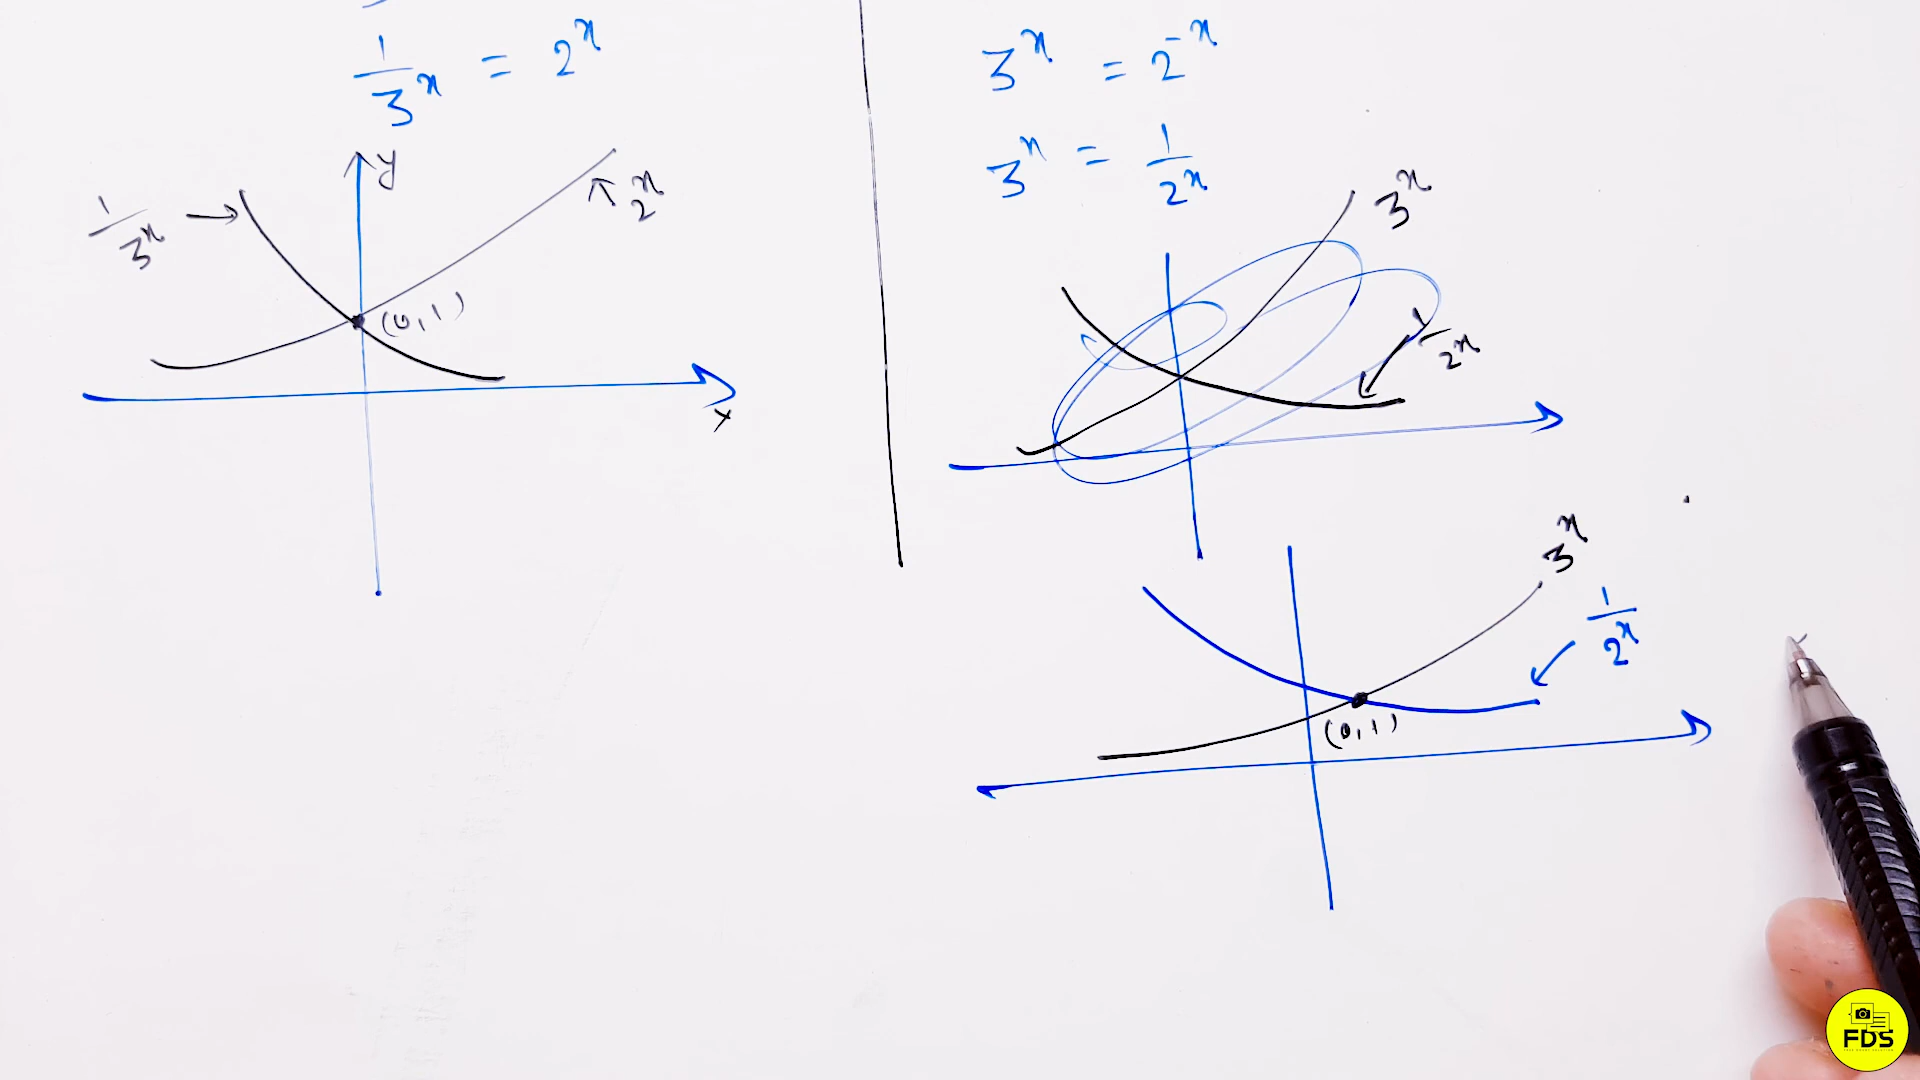 1/3^x = 2^x
y
1/3^x
2^x
(0,1)
x
3^x = 2^-x
3^x = 1/2^x
3^x
1/2^x
3^x
1/2^x
(0,1)
FDS